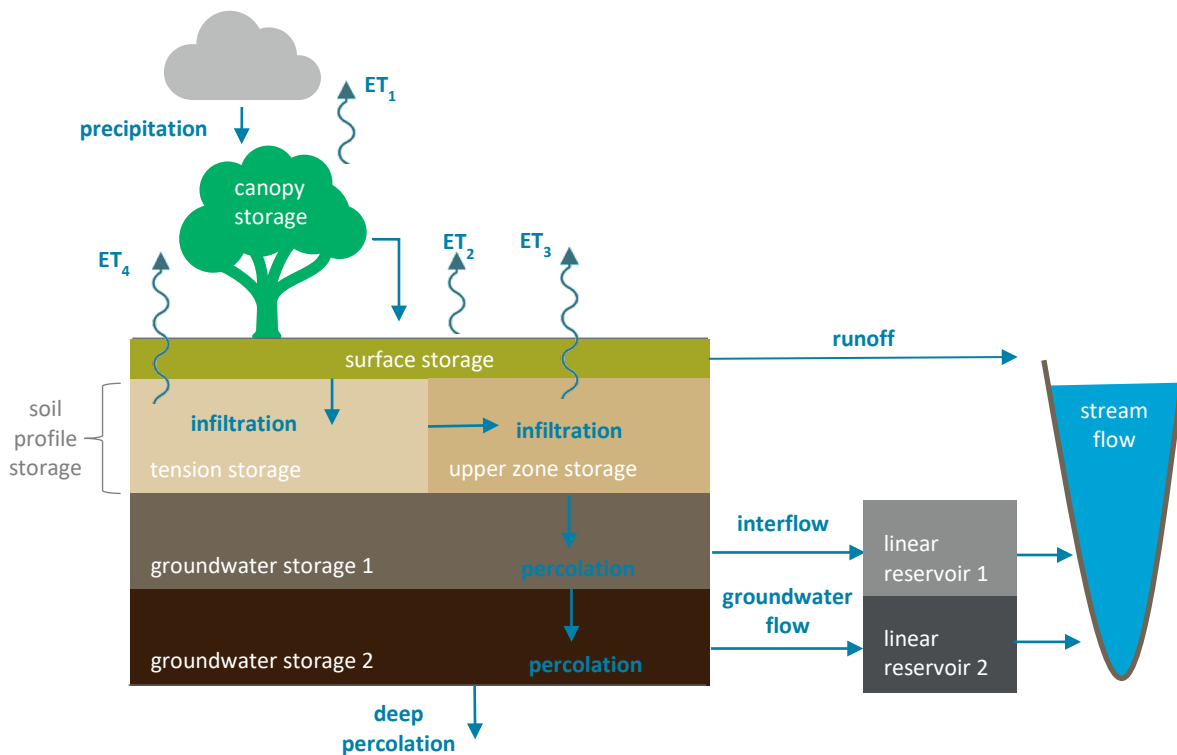 ET1
precipitation
canopy
storage
ET4
ET2
ET3
runoff
surface storage
soil
profile
storage
infiltration
infiltration
tension storage
upper zone storage
stream
flow
interflow
linear
reservoir 1
groundwater storage 1
percolation
groundwater
flow
linear
reservoir 2
groundwater storage 2
percolation
deep
percolation